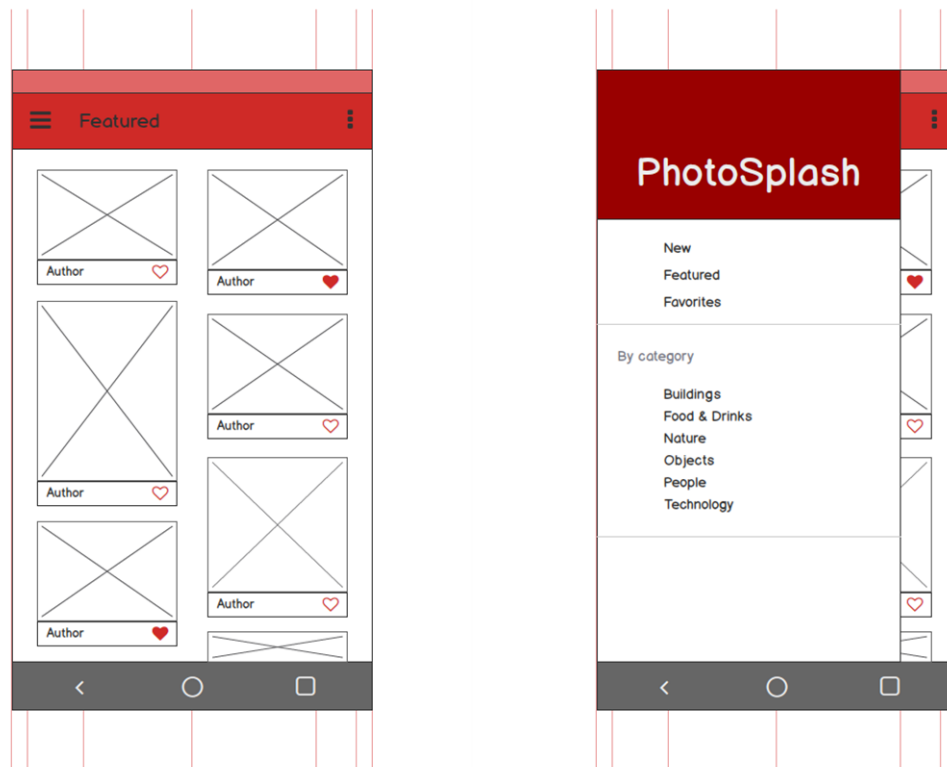 Featured
Author
Author
Author
Author
Author
Author
PhotoSplash
New
Featured
Favorites
By category
Buildings
Food & Drinks
Nature
Objects
People
Technology